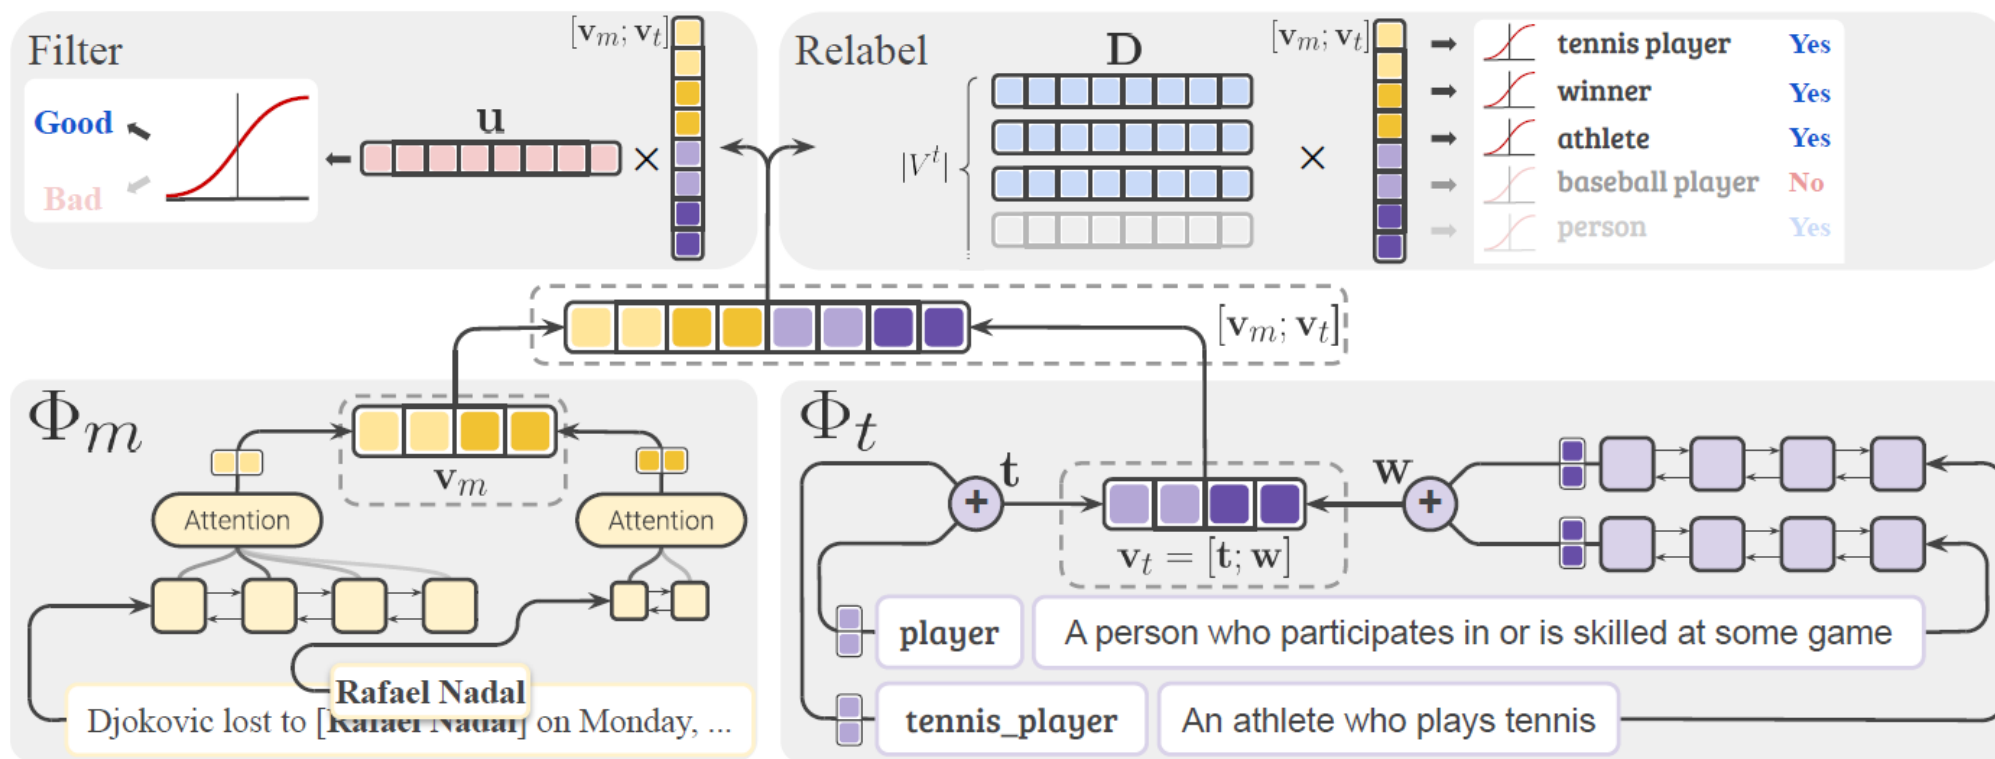 Filter
[v_m; v_t]
Good
Bad
u
×
Relabel
D
[v_m; v_t]
|V^t|
×
tennis player Yes
winner Yes
athlete Yes
baseball player No
person Yes
[v_m; v_t]
Φ_m
v_m
Attention
Attention
Rafael Nadal
Djokovic lost to [Rafael Nadal] on Monday, ...
Φ_t
+
t
w
+
v_t = [t; w]
player
A person who participates in or is skilled at some game
tennis_player
An athlete who plays tennis